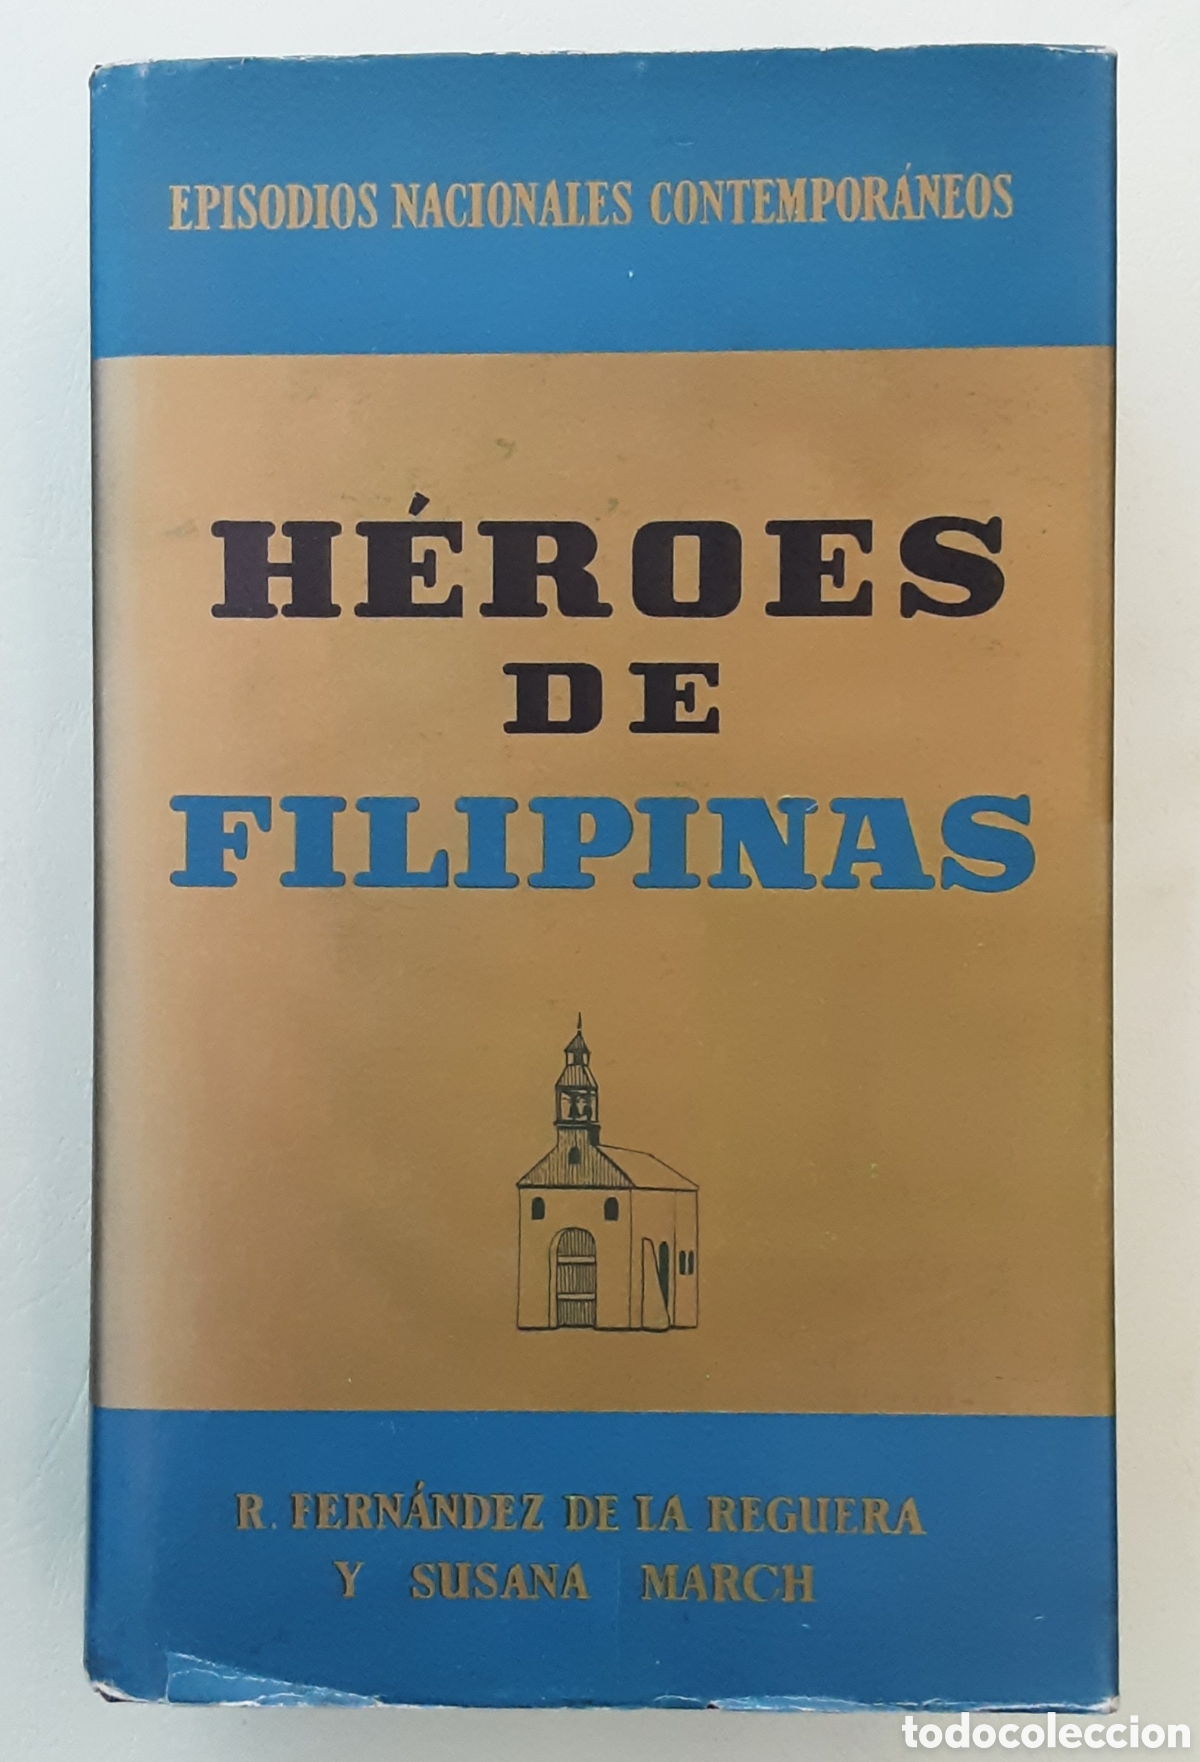 EPISODIOS NACIONALES CONTEMPORÁNEOS
HÉROES
DE
FILIPINAS
R. FERNÁNDEZ DE LA REGUERA
Y SUSANA MARCH
todocoleccion